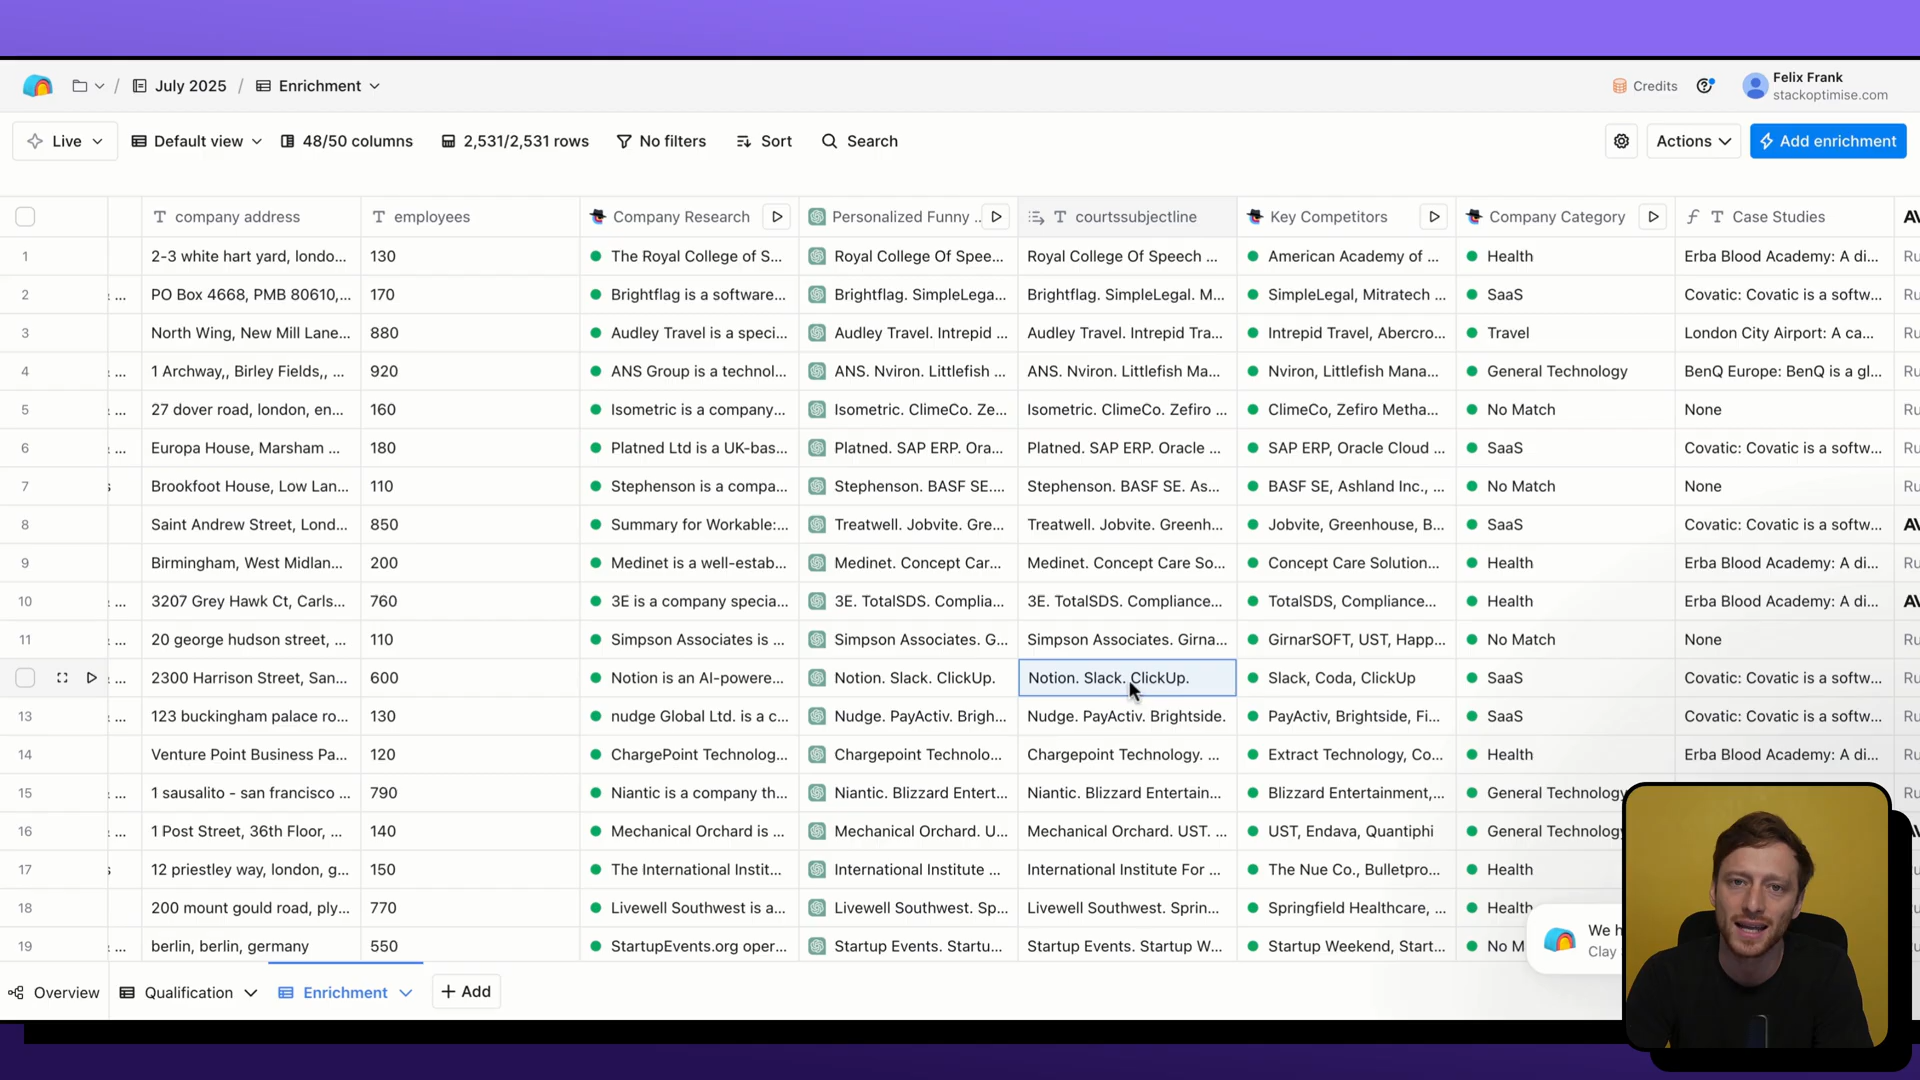 July 2025 / Enrichment
Credits
Felix Frank
stackoptimise.com
Live
Default view
48/50 columns
2,531/2,531 rows
No filters
Sort
Search
Actions
Add enrichment
company address employees Company Research Personalized Funny .. courtssubjectline Key Competitors Company Category Case Studies
1 2-3 white hart yard, londo... 130 The Royal College of S... Royal College Of Spee... Royal College Of Speech ... American Academy of ... Health Erba Blood Academy: A di... Ru
2 ... PO Box 4668, PMB 80610,... 170 Brightflag is a software... Brightflag. SimpleLega... Brightflag. SimpleLegal. M... SimpleLegal, Mitratech ... SaaS Covatic: Covatic is a softw... Ru
3 North Wing, New Mill Lane... 880 Audley Travel is a speci... Audley Travel. Intrepid ... Audley Travel. Intrepid Tra... Intrepid Travel, Abercro... Travel London City Airport: A ca... Ru
4 ... 1 Archway,, Birley Fields,, ... 920 ANS Group is a technol... ANS. Nviron. Littlefish ... ANS. Nviron. Littlefish Ma... Nviron, Littlefish Mana... General Technology BenQ Europe: BenQ is a gl... Ru
5 ... 27 dover road, london, en... 160 Isometric is a company... Isometric. ClimeCo. Ze... Isometric. ClimeCo. Zefiro ... ClimeCo, Zefiro Metha... No Match None Ru
6 ... Europa House, Marsham ... 180 Platned Ltd is a UK-bas... Platned. SAP ERP. Ora... Platned. SAP ERP. Oracle ... SAP ERP, Oracle Cloud ... SaaS Covatic: Covatic is a softw... Ru
7 s Brookfoot House, Low Lan... 110 Stephenson is a compa... Stephenson. BASF SE.... Stephenson. BASF SE. As... BASF SE, Ashland Inc., ... No Match None Ru
8 ... Saint Andrew Street, Lond... 850 Summary for Workable:... Treatwell. Jobvite. Gre... Treatwell. Jobvite. Greenh... Jobvite, Greenhouse, B... SaaS Covatic: Covatic is a softw...
9 ... Birmingham, West Midlan... 200 Medinet is a well-estab... Medinet. Concept Car... Medinet. Concept Care So... Concept Care Solution... Health Erba Blood Academy: A di... Ru
10 ... 3207 Grey Hawk Ct, Carls... 760 3E is a company specia... 3E. TotalSDS. Complia... 3E. TotalSDS. Compliance... TotalSDS, Compliance... Health Erba Blood Academy: A di...
11 ... 20 george hudson street, ... 110 Simpson Associates is ... Simpson Associates. G... Simpson Associates. Girna... GirnarSOFT, UST, Happ... No Match None Ru
... 2300 Harrison Street, San... 600 Notion is an AI-powere... Notion. Slack. ClickUp. Notion. Slack. ClickUp. Slack, Coda, ClickUp SaaS Covatic: Covatic is a softw... Ru
13 ... 123 buckingham palace ro... 130 nudge Global Ltd. is a c... Nudge. PayActiv. Brigh... Nudge. PayActiv. Brightside. PayActiv, Brightside, Fi... SaaS Covatic: Covatic is a softw... Ru
14 ... Venture Point Business Pa... 120 ChargePoint Technolog... Chargepoint Technolo... Chargepoint Technology. ... Extract Technology, Co... Health Erba Blood Academy: A di... Ru
15 ... 1 sausalito - san francisco ... 790 Niantic is a company th... Niantic. Blizzard Entert... Niantic. Blizzard Entertain... Blizzard Entertainment,... General Technology
16 ... 1 Post Street, 36th Floor, ... 140 Mechanical Orchard is ... Mechanical Orchard. U... Mechanical Orchard. UST. ... UST, Endava, Quantiphi General Technology
17 s 12 priestley way, london, g... 150 The International Instit... International Institute ... International Institute For ... The Nue Co., Bulletpro... Health
18 ... 200 mount gould road, ply... 770 Livewell Southwest is a... Livewell Southwest. Sp... Livewell Southwest. Sprin... Springfield Healthcare, ... Health
19 ... berlin, berlin, germany 550 StartupEvents.org oper... Startup Events. Startu... Startup Events. Startup W... Startup Weekend, Start... No M
We h
Clay
Overview
Qualification
Enrichment
+ Add